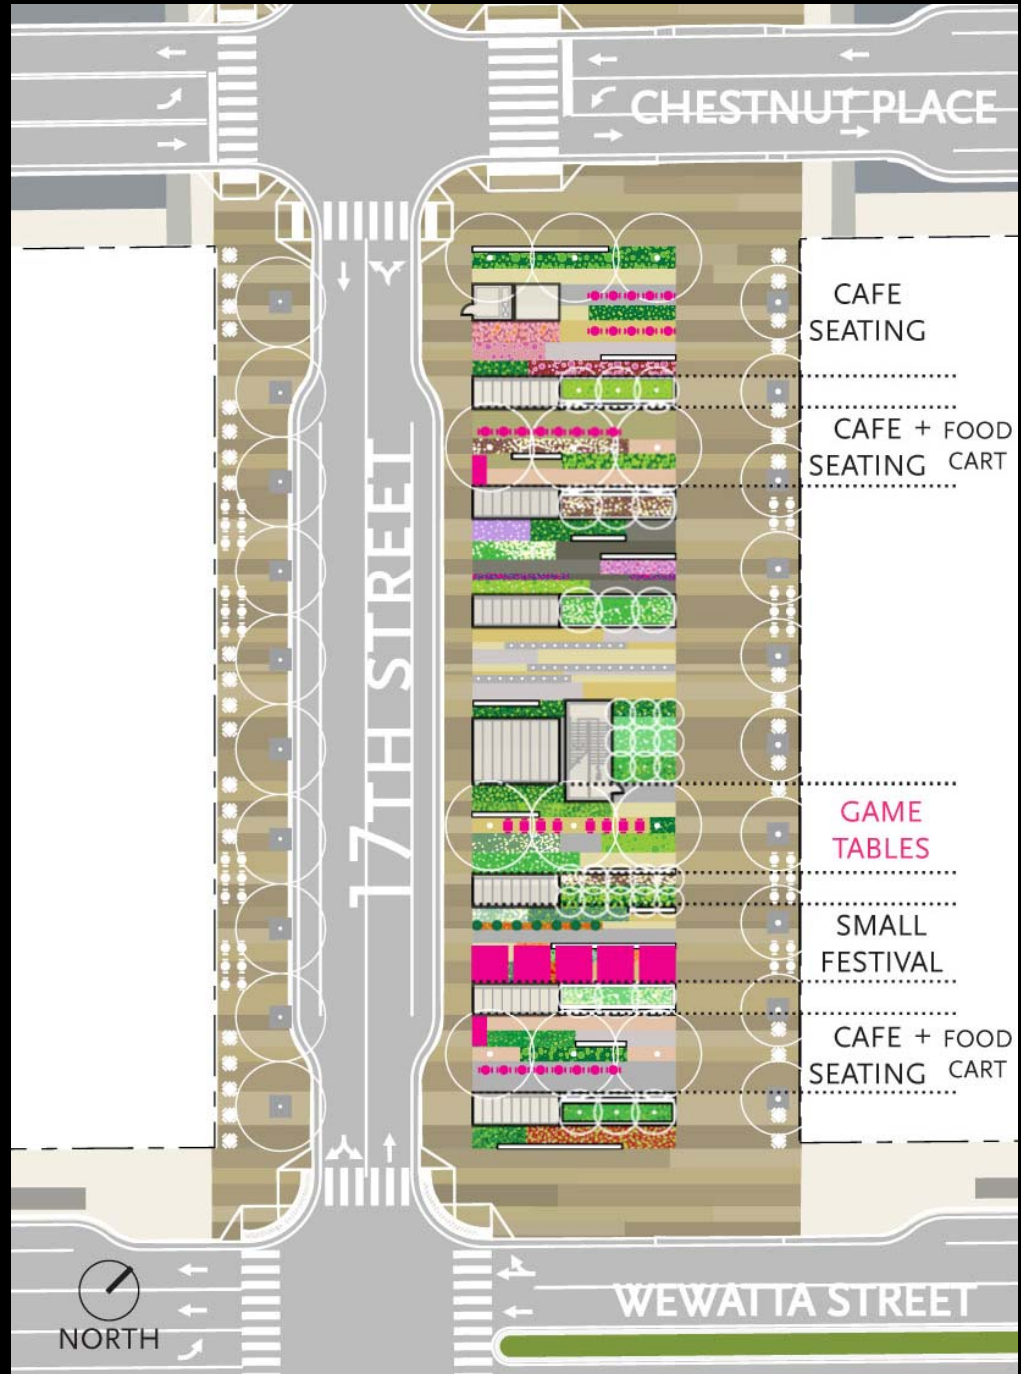 CHESTNUT PLACE
CAFE
SEATING
CAFE + FOOD
SEATING CART
17TH STREET
GAME
TABLES
SMALL
FESTIVAL
CAFE + FOOD
SEATING CART
WEWATTA STREET
NORTH